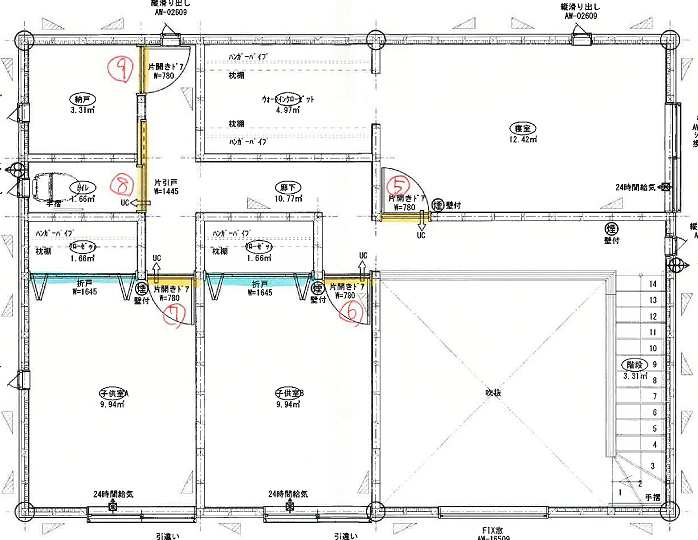 縦滑り出し
AW-02609
縦滑り出し
AW-02609
⑨
片開きドア
W=780
ハンガーパイプ
枕棚
納戸
3.31㎡
ウォークインクローゼット
4.97㎡
枕棚
ハンガーパイプ
寝室
12.42㎡
トイレ
1.66㎡
手摺
⑧
UC
片引戸
W=1445
廊下
10.77㎡
⑤
片開きドア
W=780
UC
煙
壁付
24時間給気
煙
壁付
ハンガーパイプ
枕棚
クローゼット
1.66㎡
ハンガーパイプ
枕棚
クローゼット
1.66㎡
UC
UC
折戸
W=1645
煙
壁付
片開きドア
W=780
⑦
折戸
W=1645
煙
壁付
片開きドア
W=780
⑥
14
13
12
11
10
9
8
7
6
5
4
3
2
1
階段
3.31㎡
手摺
子供室A
9.94㎡
子供室B
9.94㎡
吹抜
24時間給気
24時間給気
引違い
引違い
FIX窓
AW-16509